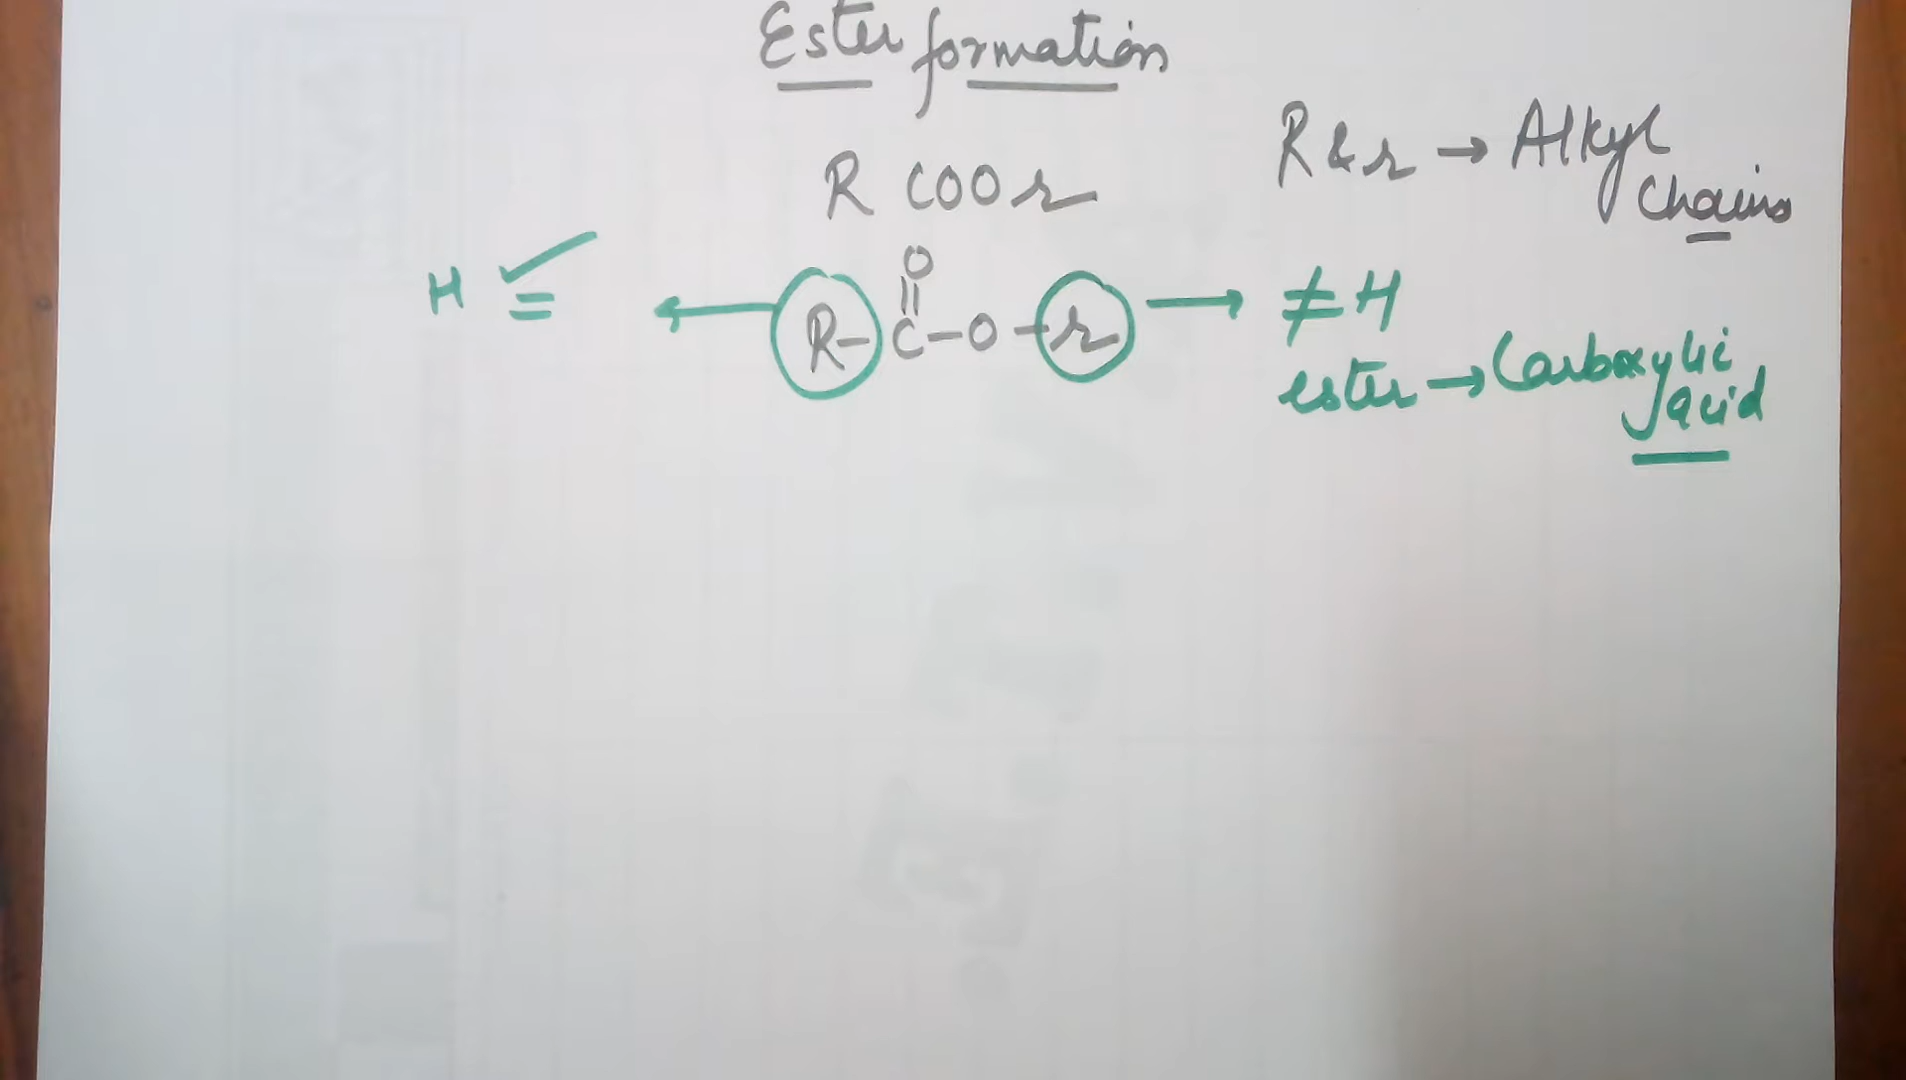 Ester formation
R COO r
R & r → Alkyl chains
H ✓ =
R - C - O - r
O
||
≠ H
ester → Carboxylic acid